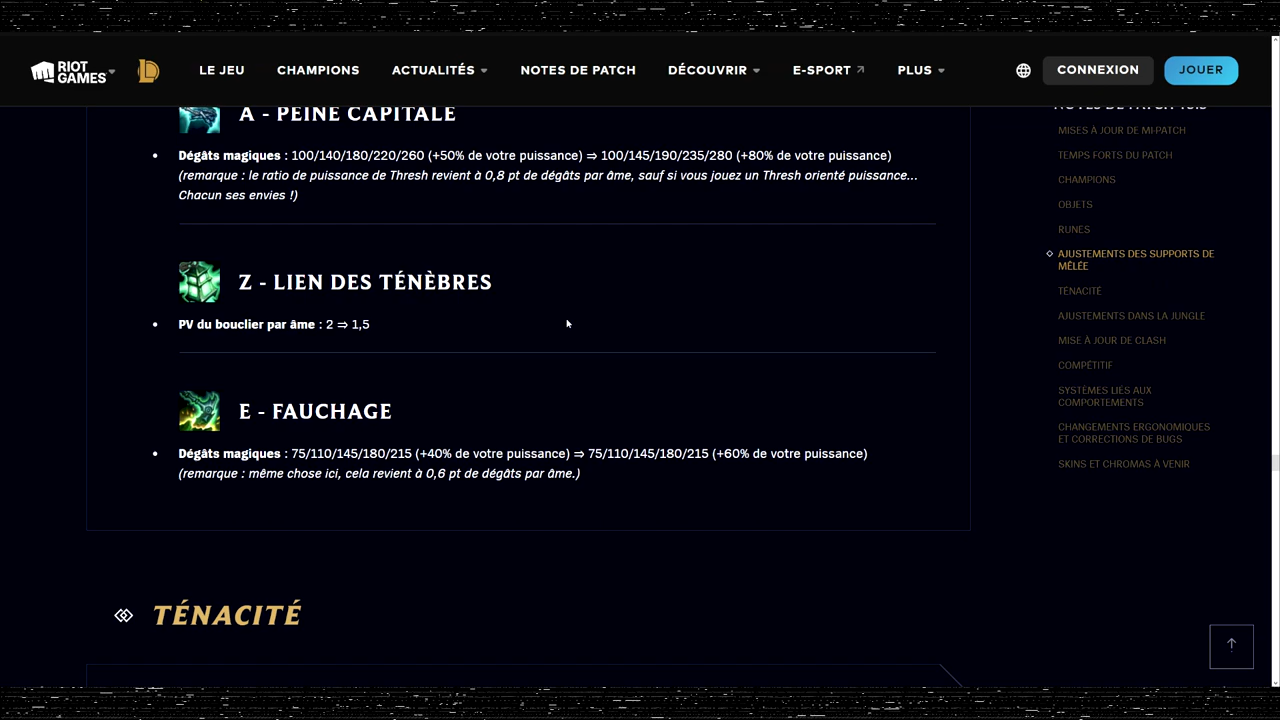 RIOT GAMES
LE JEU
CHAMPIONS
ACTUALITÉS
NOTES DE PATCH
DÉCOUVRIR
E-SPORT
PLUS
CONNEXION
JOUER
A - PEINE CAPITALE
Dégâts magiques : 100/140/180/220/260 (+50% de votre puissance) ⇒ 100/145/190/235/280 (+80% de votre puissance)
(remarque : le ratio de puissance de Thresh revient à 0,8 pt de dégâts par âme, sauf si vous jouez un Thresh orienté puissance...
Chacun ses envies !)
Z - LIEN DES TÉNÈBRES
PV du bouclier par âme : 2 ⇒ 1,5
E - FAUCHAGE
Dégâts magiques : 75/110/145/180/215 (+40% de votre puissance) ⇒ 75/110/145/180/215 (+60% de votre puissance)
(remarque : même chose ici, cela revient à 0,6 pt de dégâts par âme.)
TÉNACITÉ
NOTES DE PATCH
MISES À JOUR DE MI-PATCH
TEMPS FORTS DU PATCH
CHAMPIONS
OBJETS
RUNES
AJUSTEMENTS DES SUPPORTS DE
MÊLÉE
TÉNACITÉ
AJUSTEMENTS DANS LA JUNGLE
MISE À JOUR DE CLASH
COMPÉTITIF
SYSTÈMES LIÉS AUX
COMPORTEMENTS
CHANGEMENTS ERGONOMIQUES
ET CORRECTIONS DE BUGS
SKINS ET CHROMAS À VENIR